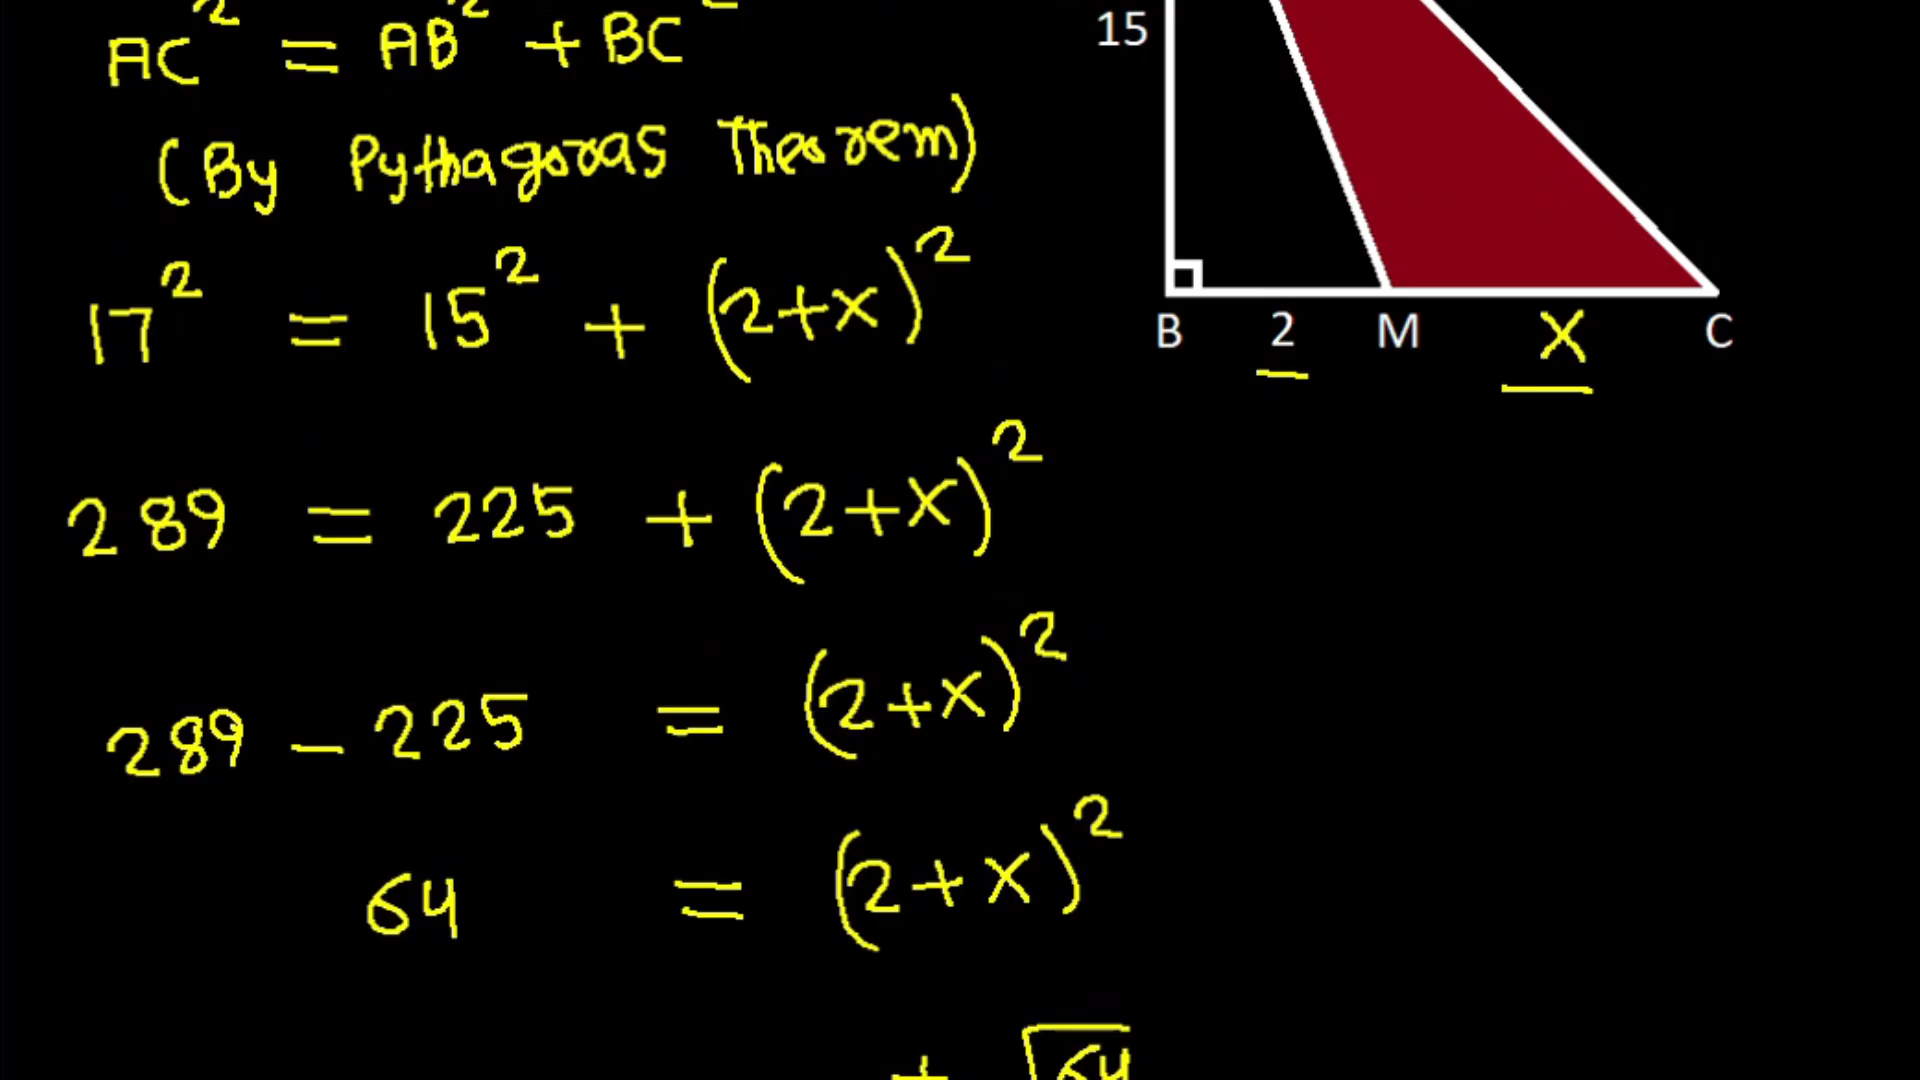 AC² = AB² + BC²
(By Pythagoras Theorem)
17² = 15² + (2+x)²
289 = 225 + (2+x)²
289 - 225 = (2+x)²
64 = (2+x)²
+ √64
15
B 2 M X C